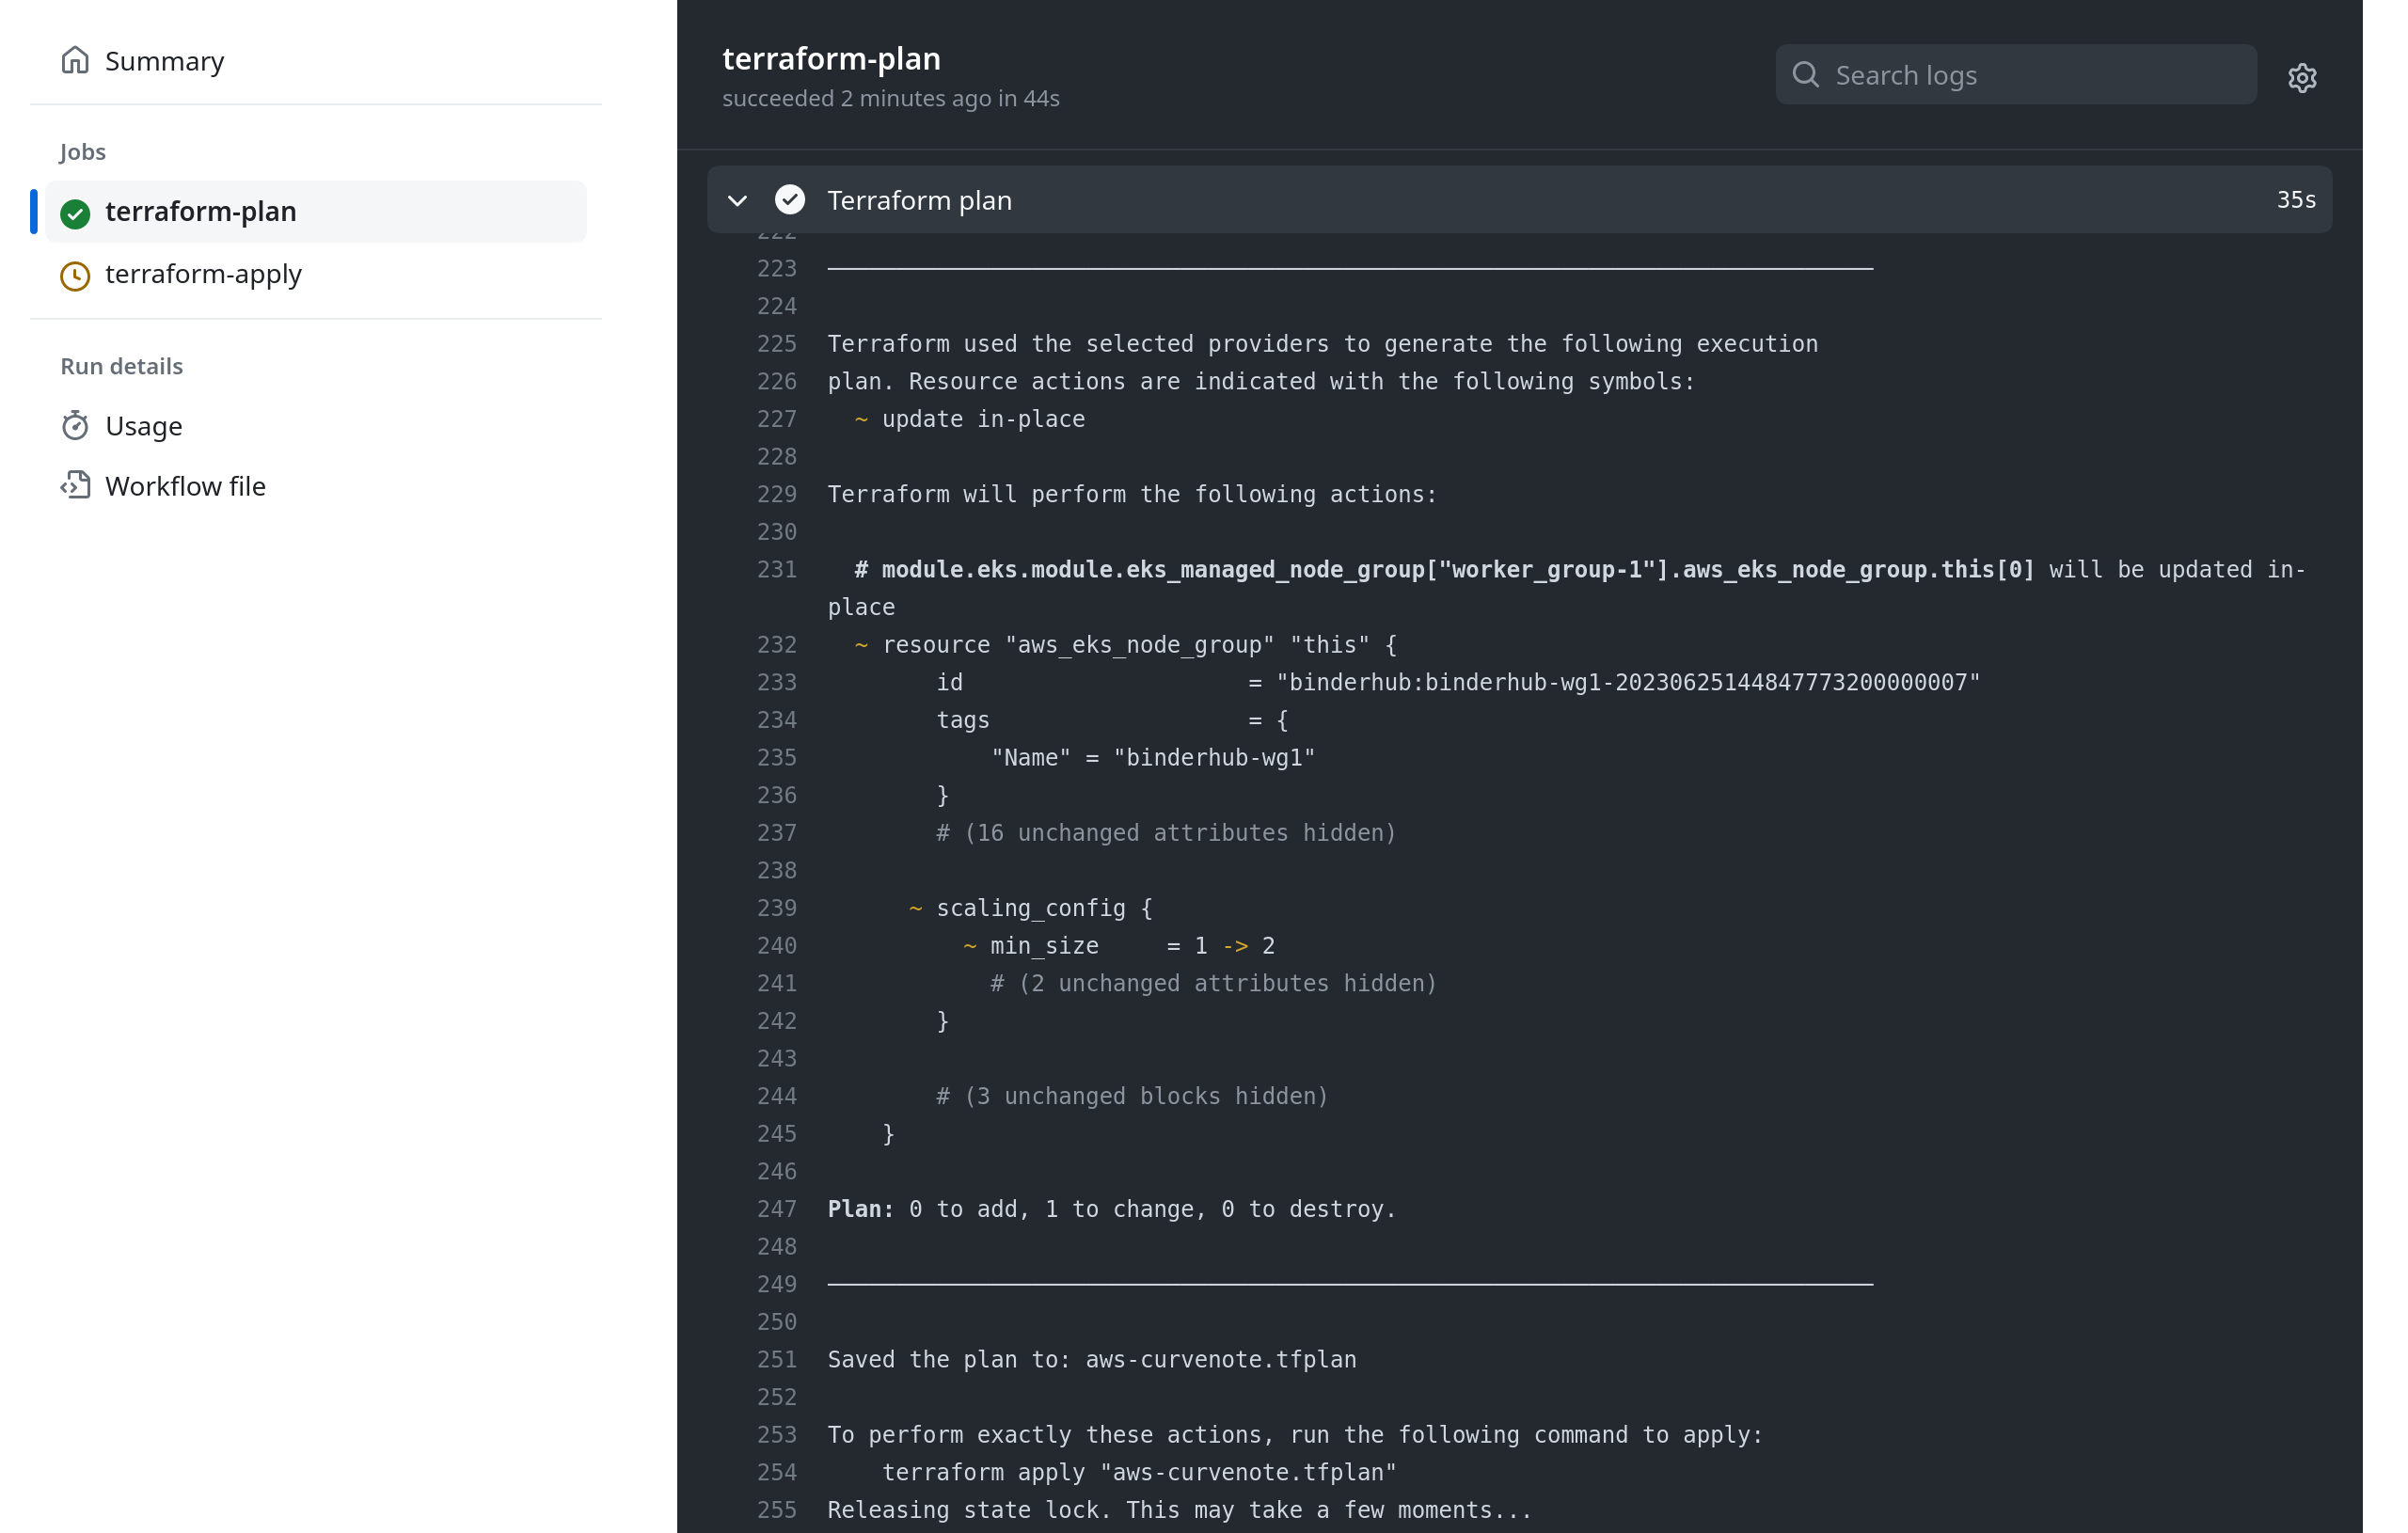 Summary
Jobs
terraform-plan
terraform-apply
Run details
Usage
Workflow file
terraform-plan
succeeded 2 minutes ago in 44s
Search logs
Terraform plan 35s
222
223
224
225 Terraform used the selected providers to generate the following execution
226 plan. Resource actions are indicated with the following symbols:
227   ~ update in-place
228
229 Terraform will perform the following actions:
230
231   # module.eks.module.eks_managed_node_group["worker_group-1"].aws_eks_node_group.this[0] will be updated in-
place
232   ~ resource "aws_eks_node_group" "this" {
233         id                     = "binderhub:binderhub-wg1-20230625144847773200000007"
234         tags                   = {
235             "Name" = "binderhub-wg1"
236         }
237         # (16 unchanged attributes hidden)
238
239       ~ scaling_config {
240           ~ min_size     = 1 -> 2
241             # (2 unchanged attributes hidden)
242         }
243
244         # (3 unchanged blocks hidden)
245     }
246
247 Plan: 0 to add, 1 to change, 0 to destroy.
248
249
250
251 Saved the plan to: aws-curvenote.tfplan
252
253 To perform exactly these actions, run the following command to apply:
254     terraform apply "aws-curvenote.tfplan"
255 Releasing state lock. This may take a few moments...